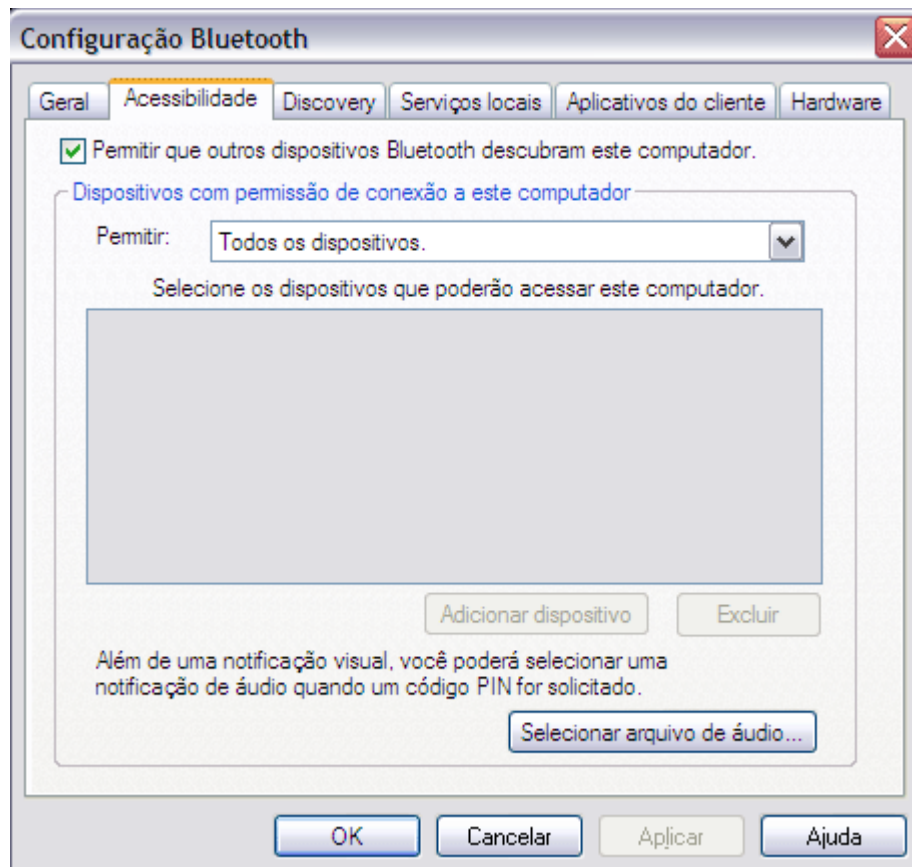 Configuração Bluetooth
Geral Acessibilidade Discovery Serviços locais Aplicativos do cliente Hardware
Permitir que outros dispositivos Bluetooth descubram este computador.
Dispositivos com permissão de conexão a este computador
Permitir: Todos os dispositivos.
Selecione os dispositivos que poderão acessar este computador.
Adicionar dispositivo Excluir
Além de uma notificação visual, você poderá selecionar uma
notificação de áudio quando um código PIN for solicitado.
Selecionar arquivo de áudio...
OK Cancelar Aplicar Ajuda